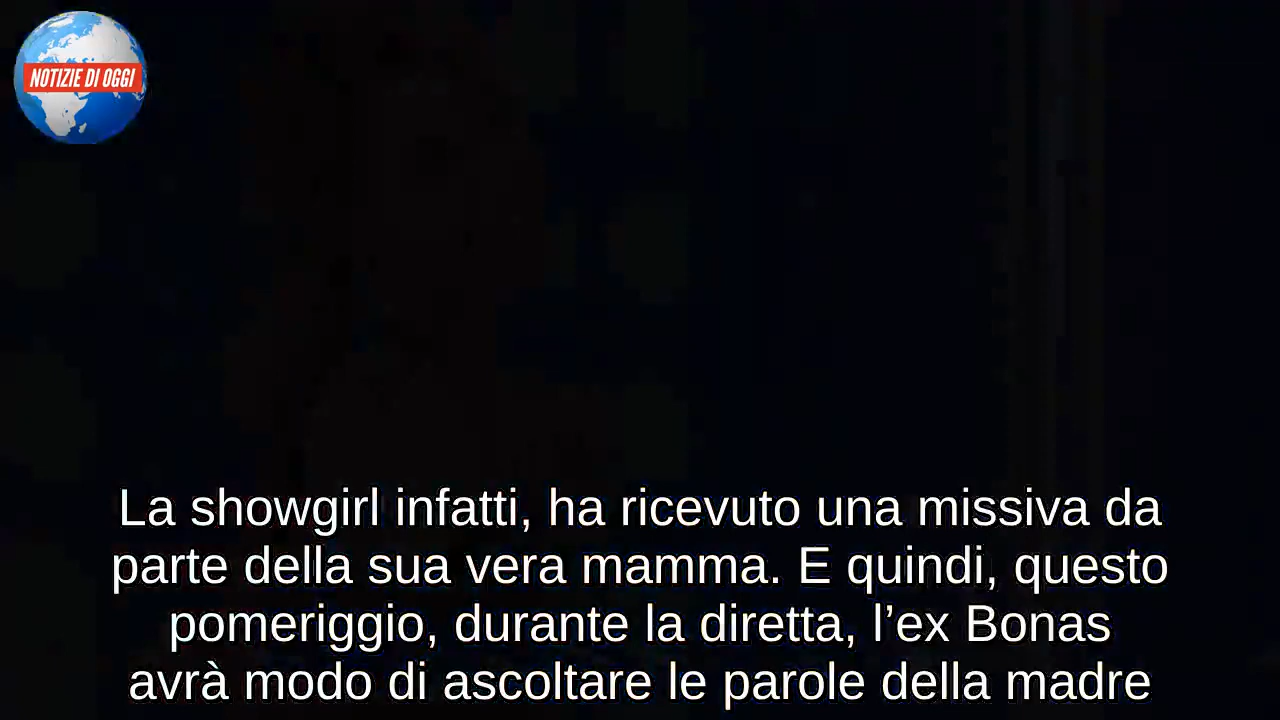 NOTIZIE DI OGGI
La showgirl infatti, ha ricevuto una missiva da
parte della sua vera mamma. E quindi, questo
pomeriggio, durante la diretta, l’ex Bonas
avrà modo di ascoltare le parole della madre